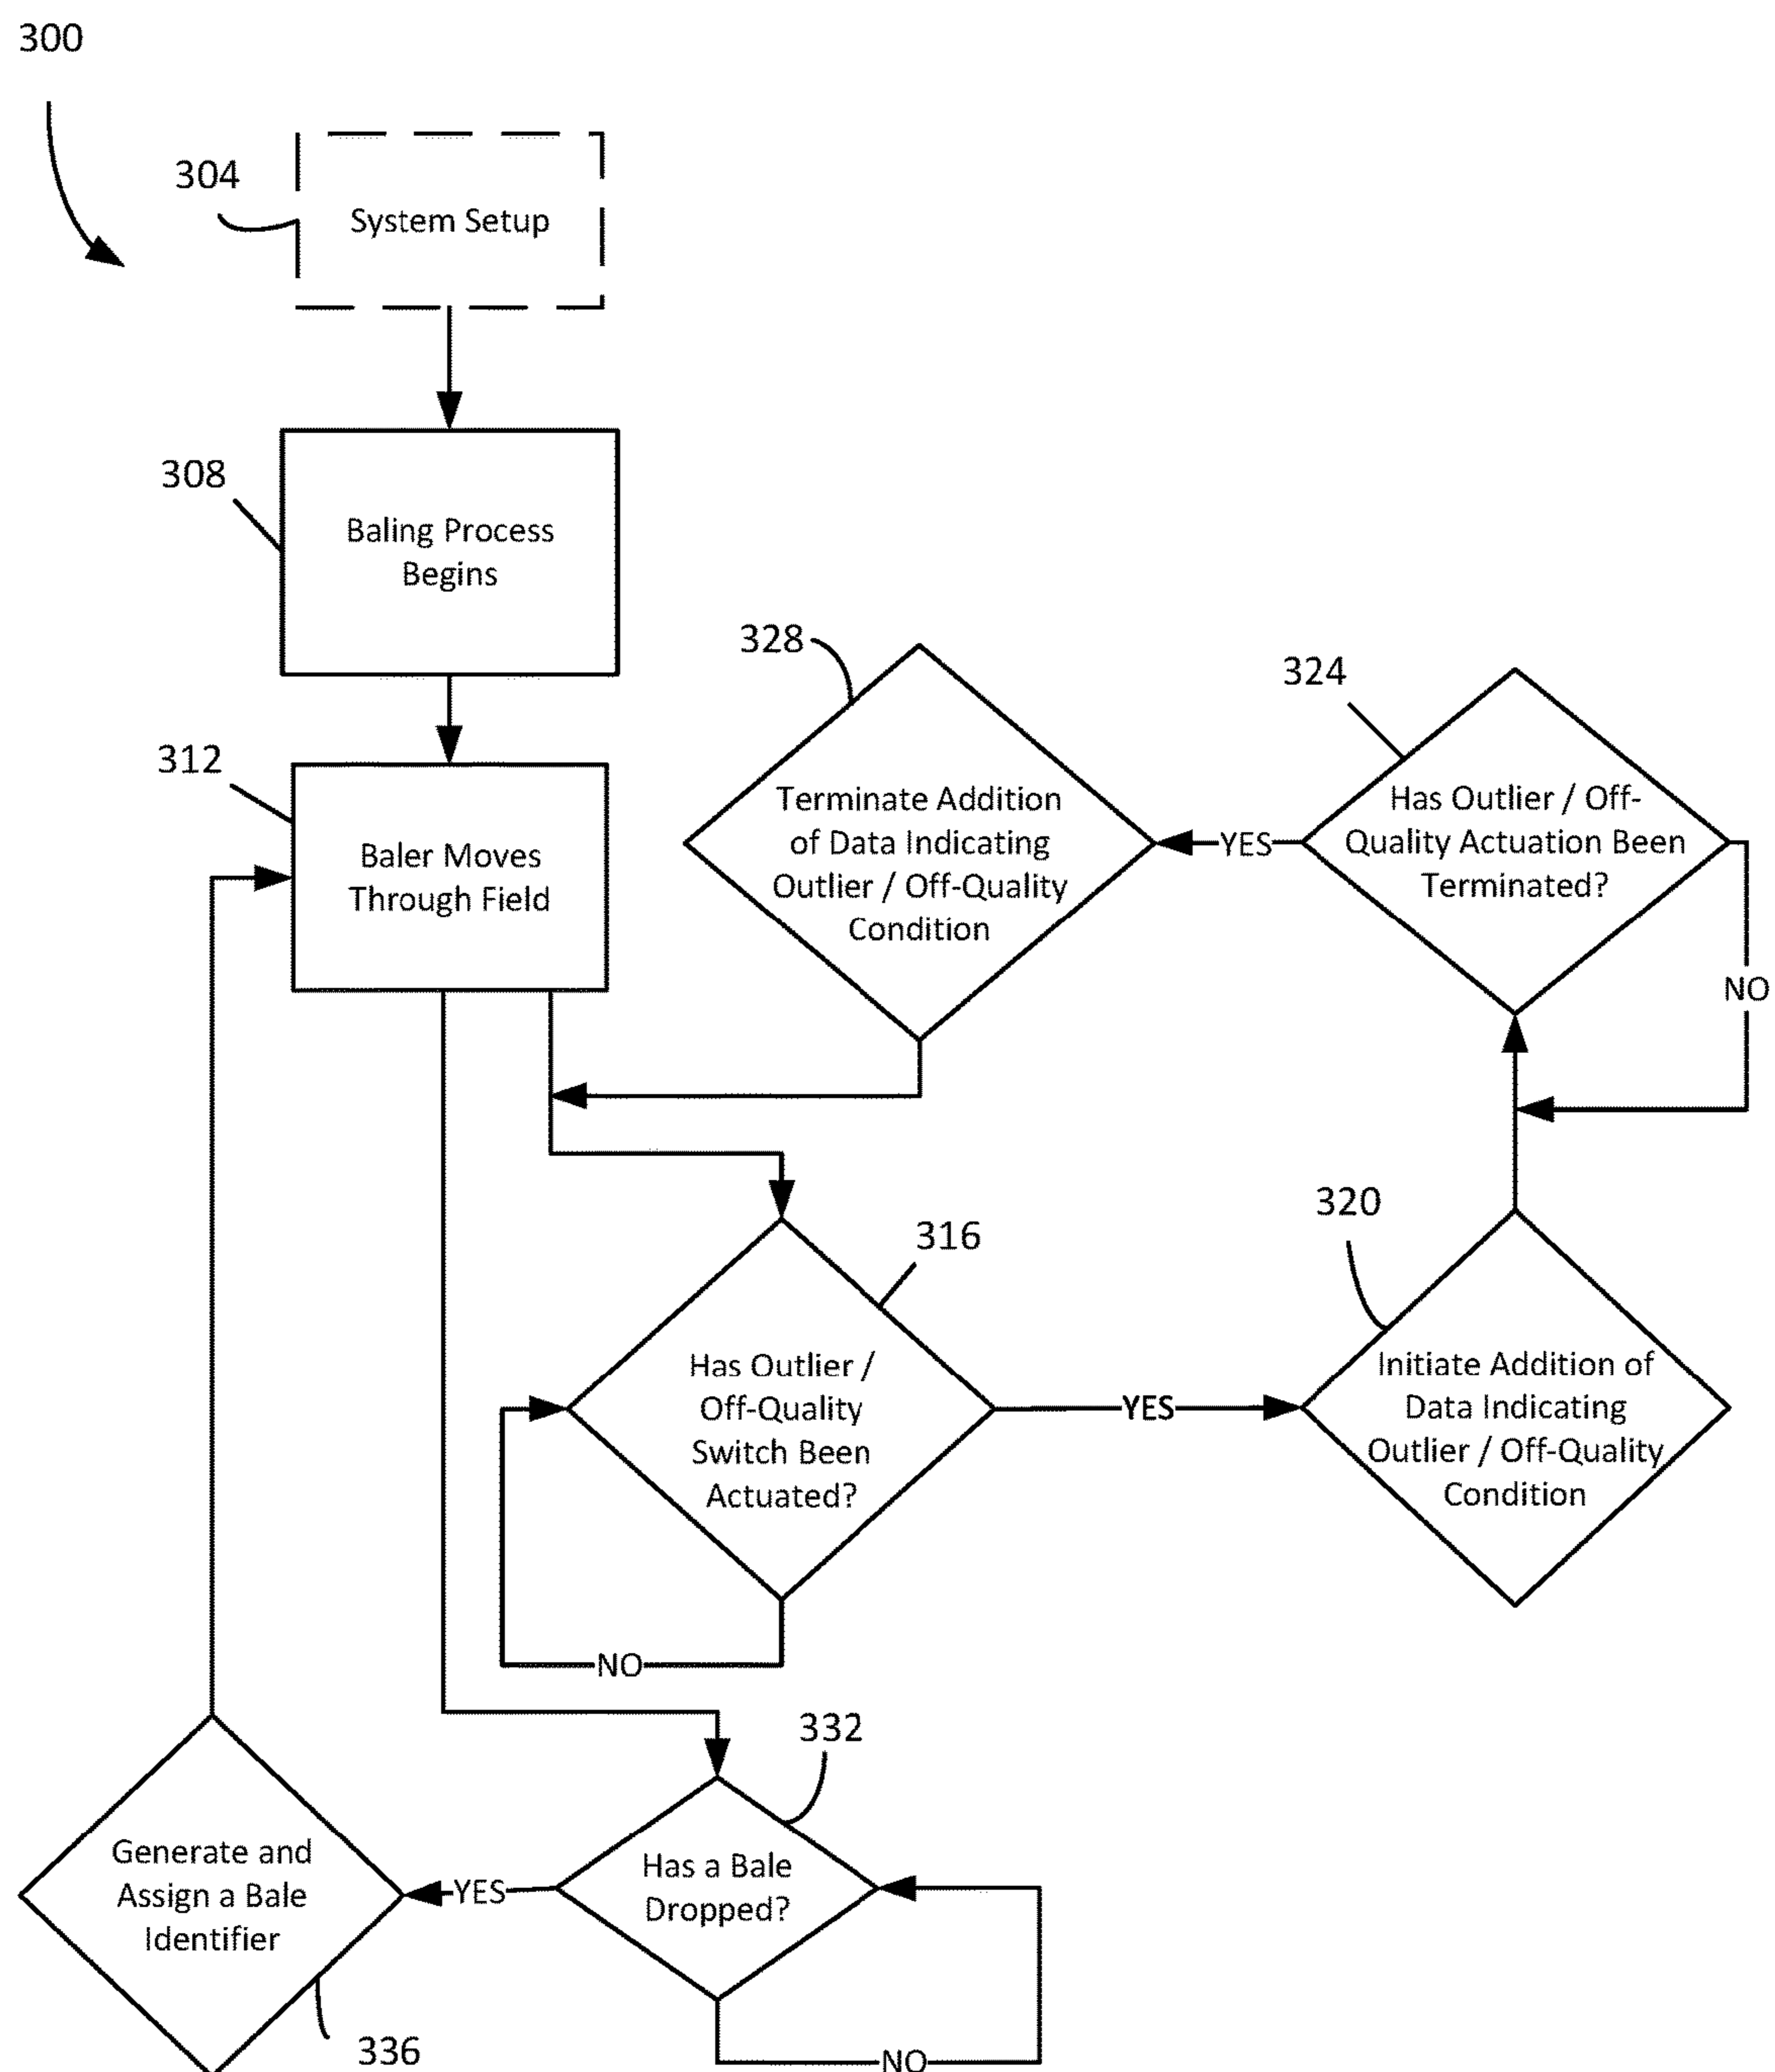 300
304
System Setup
308
Baling Process
Begins
312
Baler Moves
Through Field
328
Terminate Addition
of Data Indicating
Outlier / Off-Quality
Condition
YES
324
Has Outlier / Off-
Quality Actuation Been
Terminated?
NO
316
Has Outlier /
Off-Quality
Switch Been
Actuated?
YES
NO
320
Initiate Addition of
Data Indicating
Outlier / Off-Quality
Condition
332
Has a Bale
Dropped?
YES
NO
Generate and
Assign a Bale
Identifier
336